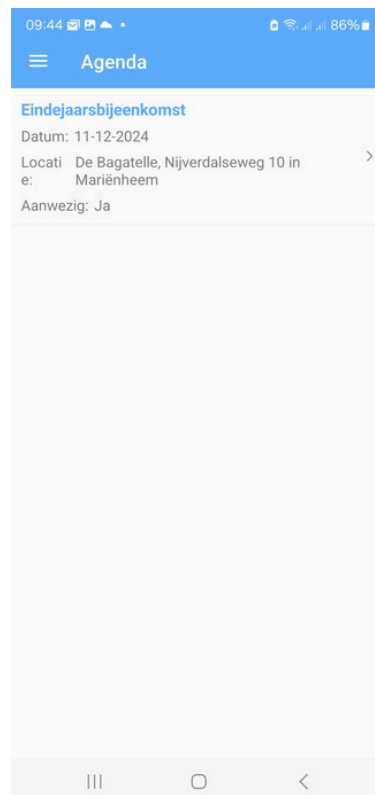 09:44
86%
Agenda
Eindejaarsbijeenkomst
Datum: 11-12-2024
Locati De Bagatelle, Nijverdalseweg 10 in
e: Mariënheem
Aanwezig: Ja